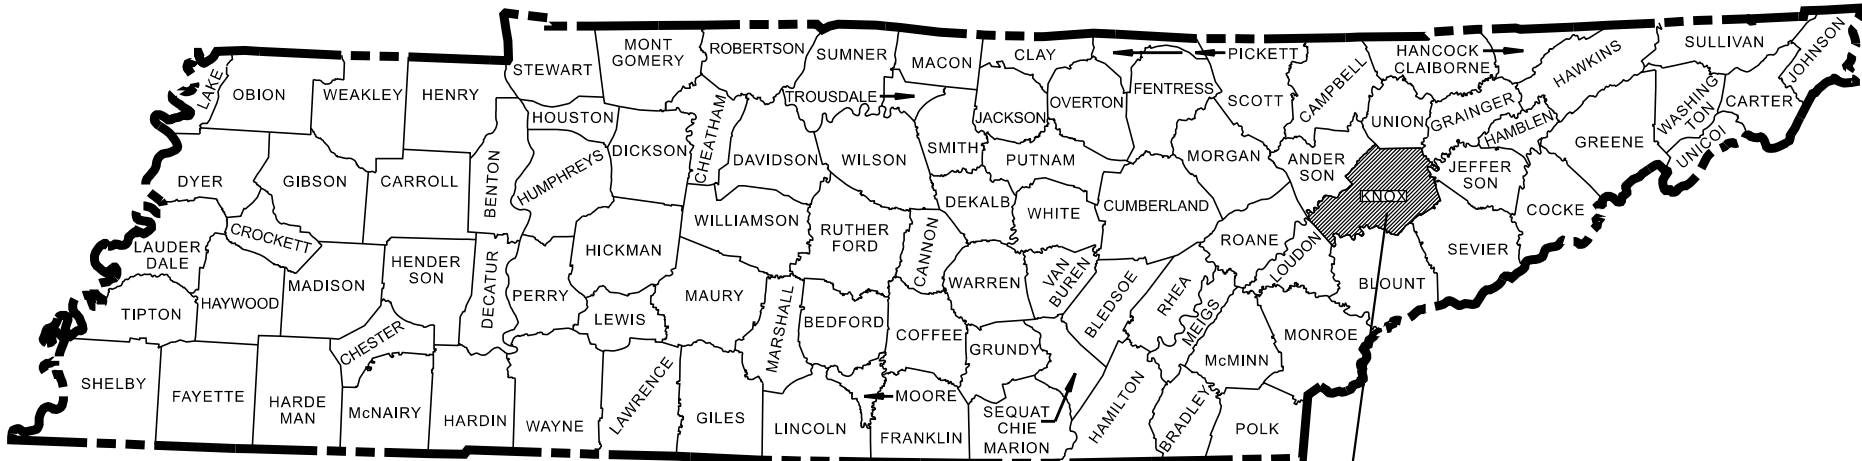 LAKE
OBION
WEAKLEY
HENRY
STEWART
MONT
GOMERY
ROBERTSON
SUMNER
MACON
CLAY
PICKETT
HANCOCK
CLAIBORNE
HAWKINS
SULLIVAN
JOHNSON
TROUSDALE
JACKSON
OVERTON
FENTRESS
SCOTT
CAMPBELL
UNION
GRAINGER
HAMBLEN
WASHING
TON
CARTER
UNICOI
GREENE
HOUSTON
DICKSON
CHEATHAM
DAVIDSON
WILSON
SMITH
PUTNAM
MORGAN
ANDER
SON
KNOX
JEFFER
SON
COCKE
DYER
GIBSON
CARROLL
BENTON
HUMPHREYS
WILLIAMSON
RUTHER
FORD
CANNON
DEKALB
WHITE
CUMBERLAND
ROANE
LOUDON
BLOUNT
SEVIER
LAUDER
DALE
CROCKETT
HENDER
SON
DECATUR
HICKMAN
WARREN
VAN
BUREN
BLEDSOE
RHEA
MEIGS
TIPTON
HAYWOOD
MADISON
PERRY
LEWIS
MAURY
MARSHALL
BEDFORD
COFFEE
GRUNDY
MONROE
McMINN
CHESTER
SHELBY
FAYETTE
HARDE
MAN
McNAIRY
HARDIN
WAYNE
LAWRENCE
GILES
LINCOLN
MOORE
FRANKLIN
SEQUAT
CHIE
MARION
HAMILTON
BRADLEY
POLK